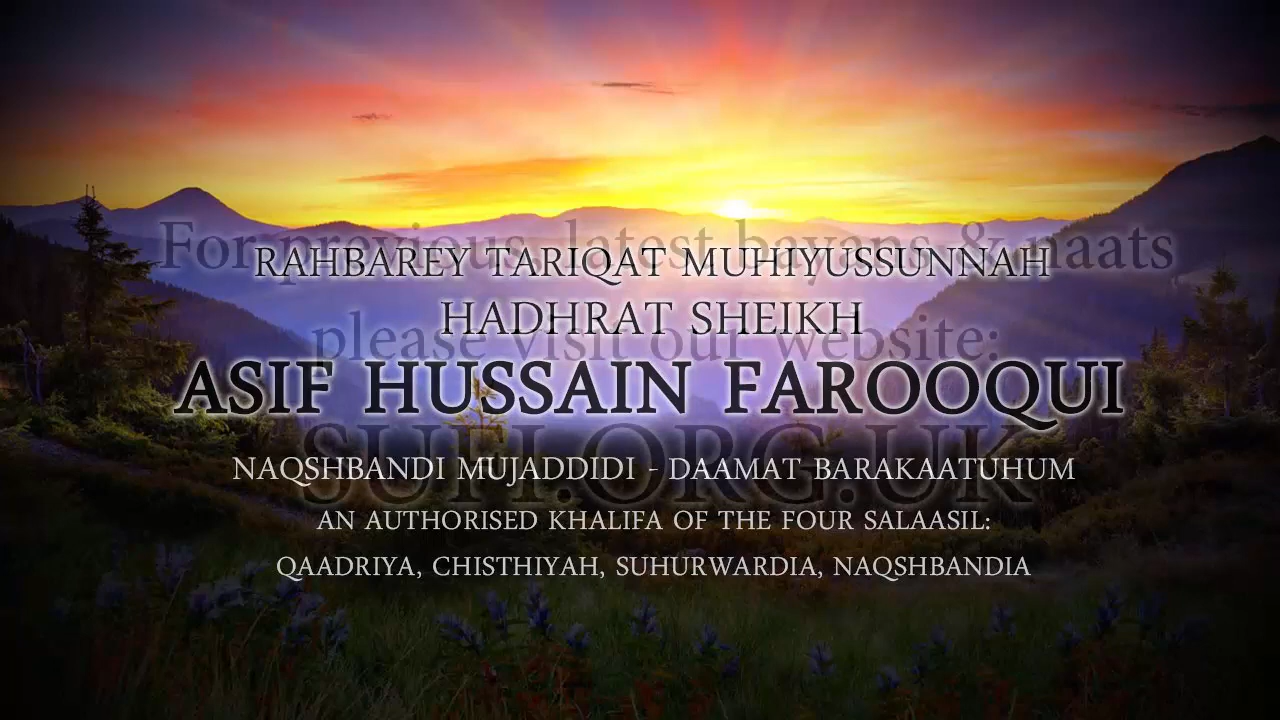 For previous, latest bayans & naats
RAHBAREY TARIQAT MUHIYUSSUNNAH
HADHRAT SHEIKH
please visit our website:
ASIF HUSSAIN FAROOQUI
SUFI.ORG.UK
NAQSHBANDI MUJADDIDI - DAAMAT BARAKAATUHUM
AN AUTHORISED KHALIFA OF THE FOUR SALAASIL:
QAADRIYA, CHISTHIYAH, SUHURWARDIA, NAQSHBANDIA